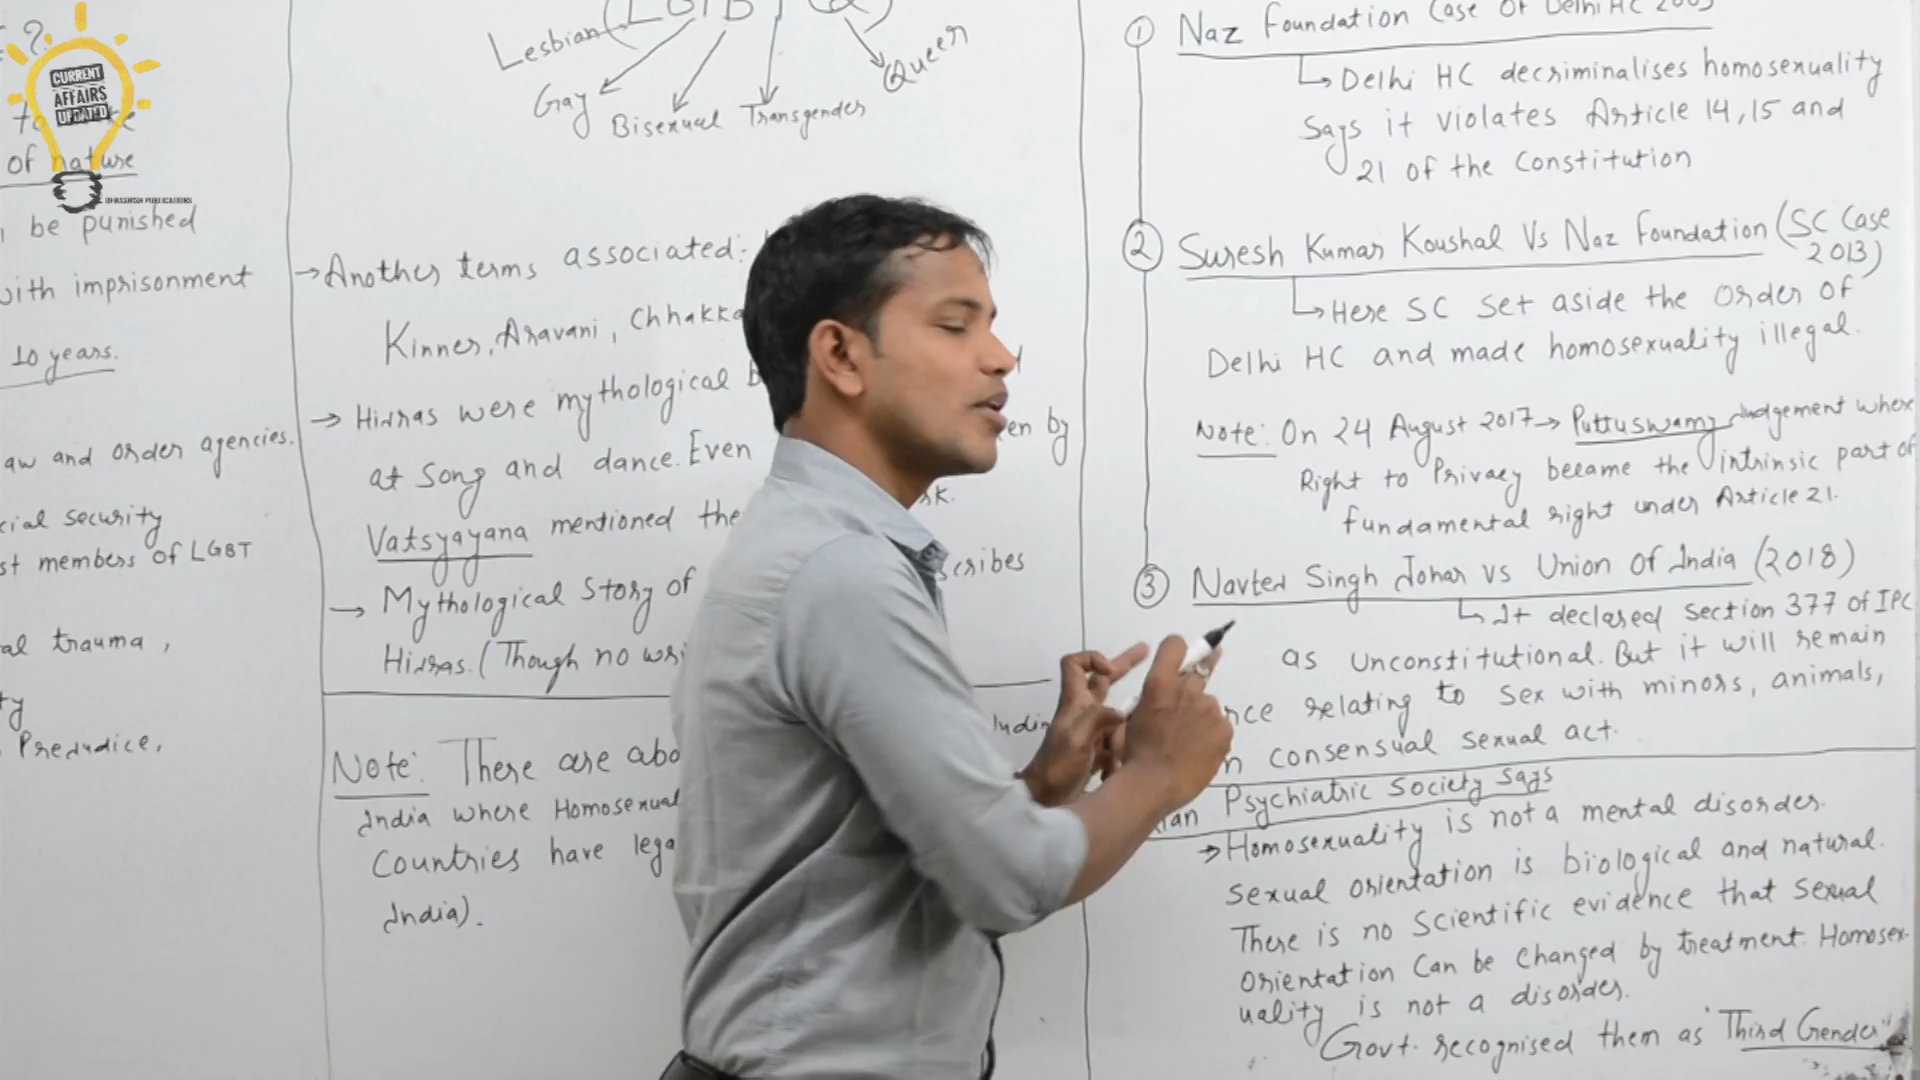 CURRENT
AFFAIRS
UPDATED
of nature
be punished
with imprisonment
10 years.
law and order agencies.
cial security
st members of LGBT
al trauma,
ty
Prejudice,
Lesbian (LGTB
Gay
Bisexual
Transgender
Queer
→ Another terms associated:
Kinner, Aravani, Chhakka
→ Hijras were mythological
at song and dance. Even
en by
Vatsyayana mentioned the
→ Mythological Story of
scribes
Hijras. (Though no wri
Note: There are abo
India where Homosexual
Countries have lega
India).
① Naz Foundation Case of Delhi HC
↳ Delhi HC decriminalises homosexuality
Says it violates Article 14, 15 and
21 of the Constitution
② Suresh Kumar Koushal Vs Naz Foundation (SC Case
2013)
↳ Here SC set aside the order of
Delhi HC and made homosexuality illegal.
Note: On 24 August 2017 → Puttuswamy Judgement where
Right to Privacy became the intrinsic part of
fundamental right under Article 21.
③ Navtej Singh Johar vs Union Of India (2018)
↳ It declared Section 377 of IPC
as Unconstitutional. But it will remain
nce relating to sex with minors, animals,
n consensual sexual act.
ian Psychiatric Society Says
→ Homosexuality is not a mental disorder.
Sexual orientation is biological and natural.
There is no scientific evidence that sexual
orientation can be changed by treatment. Homosex-
uality is not a disorder.
Govt. recognised them as "Third Gender"